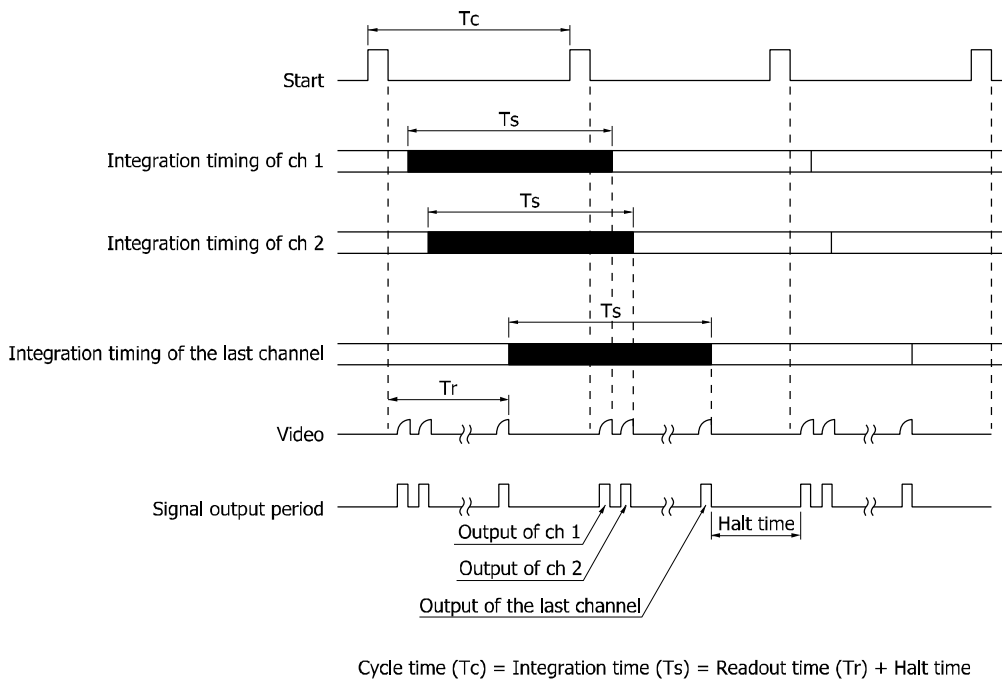 Tc
Start
Ts
Integration timing of ch 1
Ts
Integration timing of ch 2
Ts
Integration timing of the last channel
Tr
Video
Signal output period
Output of ch 1
Halt time
Output of ch 2
Output of the last channel
Cycle time (Tc) = Integration time (Ts) = Readout time (Tr) + Halt time